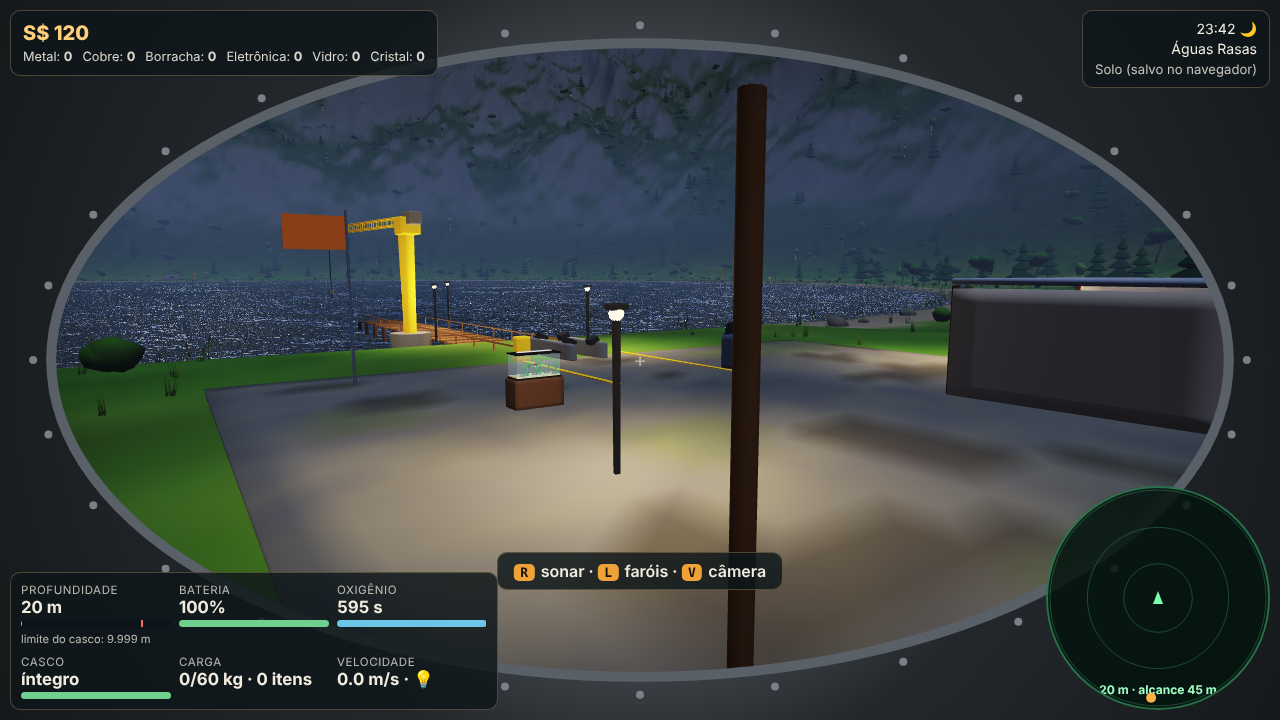 S$ 120
Metal: 0 Cobre: 0 Borracha: 0 Eletrônica: 0 Vidro: 0 Cristal: 0
23:42 🌙
Águas Rasas
Solo (salvo no navegador)
R sonar · L faróis · V câmera
PROFUNDIDADE BATERIA OXIGÊNIO
20 m 100% 595 s
limite do casco: 9.999 m
CASCO CARGA VELOCIDADE
íntegro 0/60 kg · 0 itens 0.0 m/s · 💡
20 m · alcance 45 m